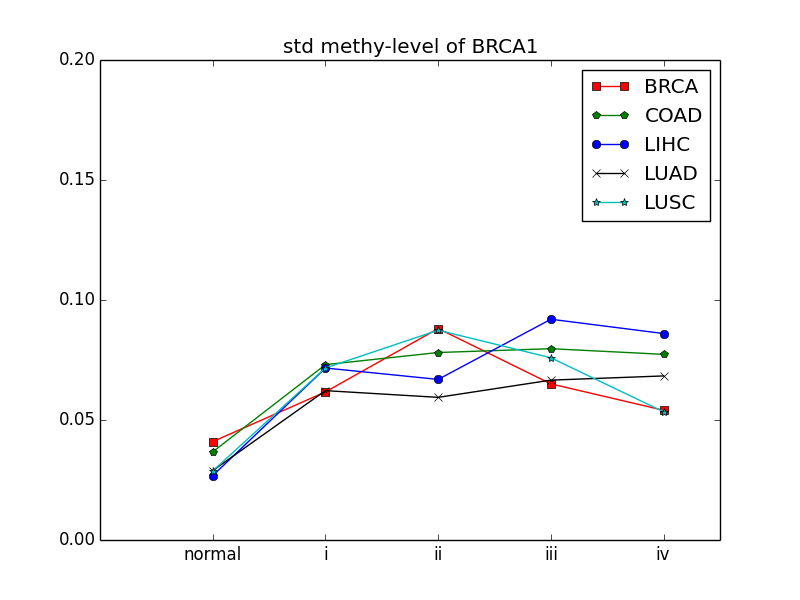 std methy-level of BRCA1
0.20
0.15
0.10
0.05
0.00
normal i ii iii iv
BRCA
COAD
LIHC
LUAD
LUSC